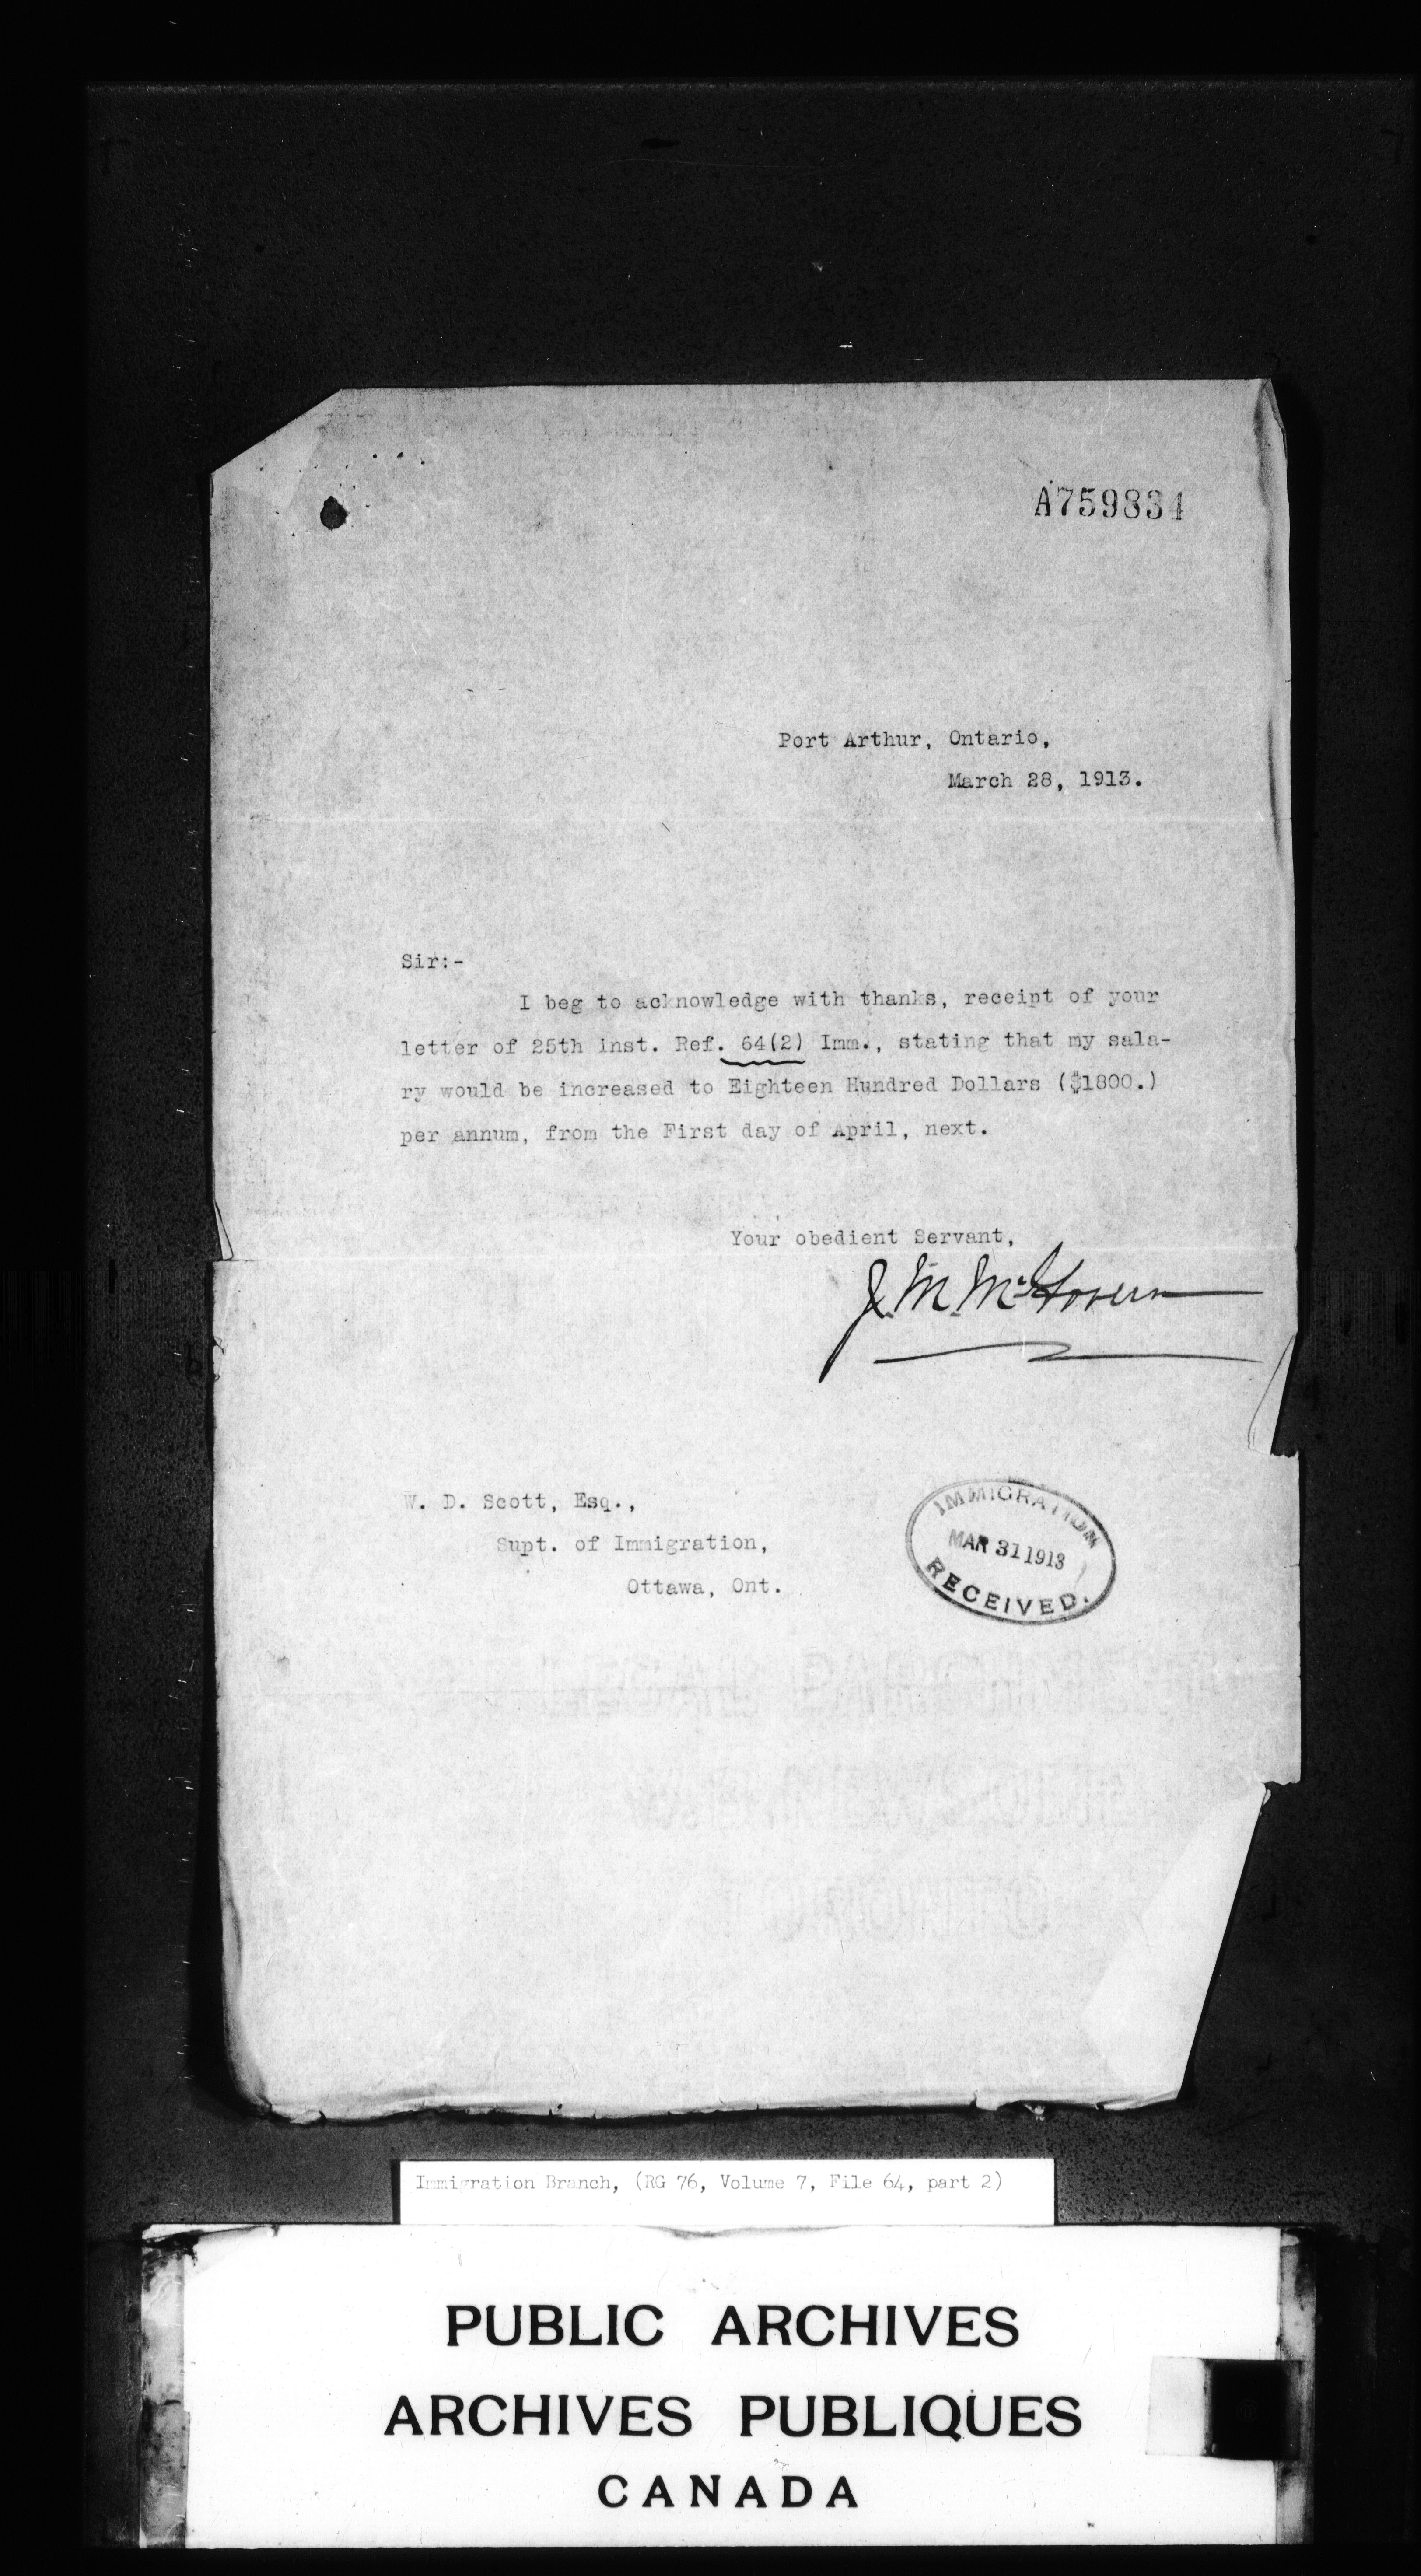 A759834
Port Arthur, Ontario,
March 28, 1913.
Sir:-
I beg to acknowledge with thanks, receipt of your
letter of 25th inst. Ref. 64(2) Imm., stating that my sala-
ry would be increased to Eighteen Hundred Dollars ($1800.)
per annum, from the First day of April, next.
Your obedient Servant,
J. M. McGovern
W. D. Scott, Esq.,
Supt. of Immigration,
Ottawa, Ont.
IMMIGRATION
MAR 31 1913
RECEIVED.
Immigration Branch, (RG 76, Volume 7, File 64, part 2)
PUBLIC ARCHIVES
ARCHIVES PUBLIQUES
CANADA